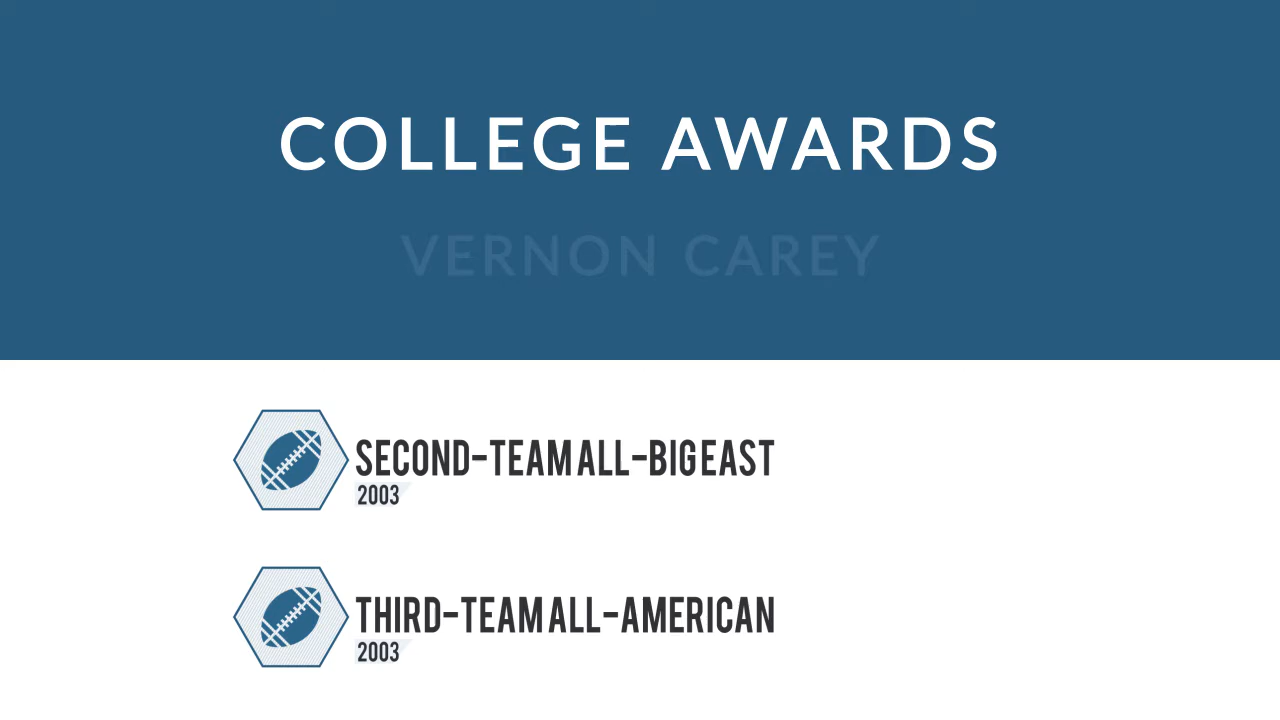 COLLEGE AWARDS
VERNON CAREY
SECOND-TEAM ALL-BIG EAST
2003
THIRD-TEAM ALL-AMERICAN
2003